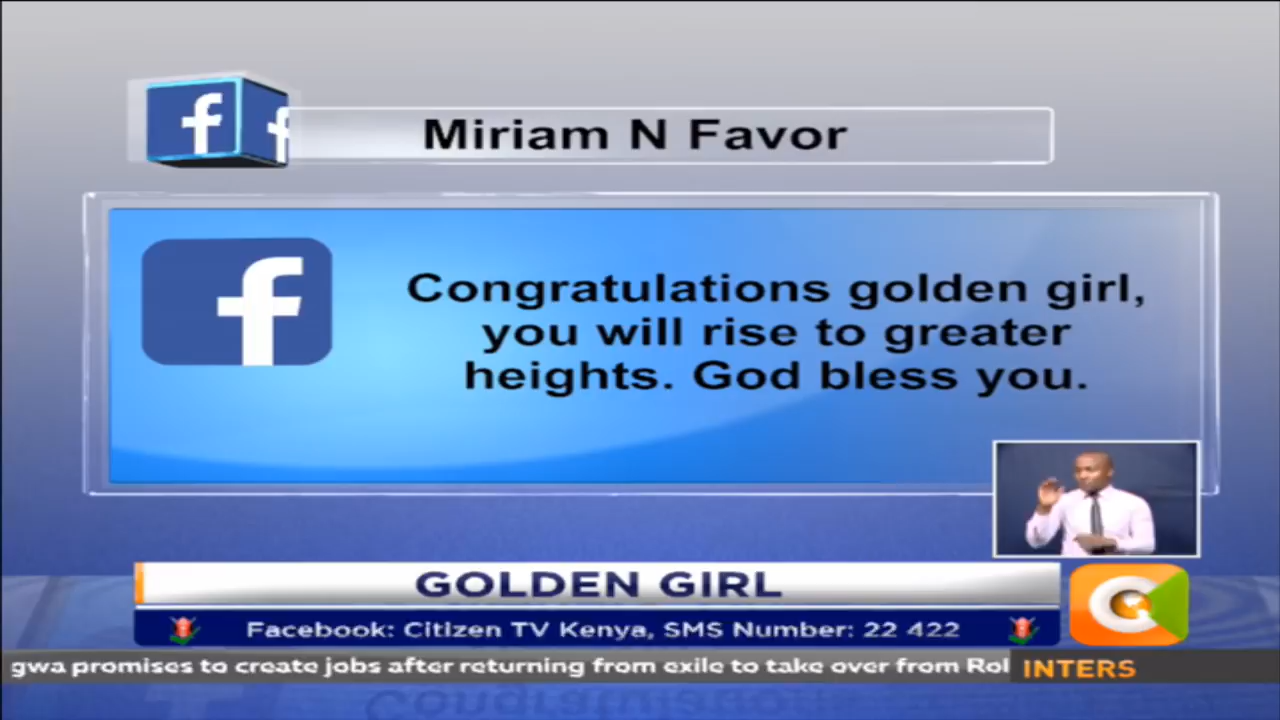 Miriam N Favor
Congratulations golden girl,
you will rise to greater
heights. God bless you.
GOLDEN GIRL
Facebook: Citizen TV Kenya, SMS Number: 22 422
gwa promises to create jobs after returning from exile to take over from Rol
INTERS